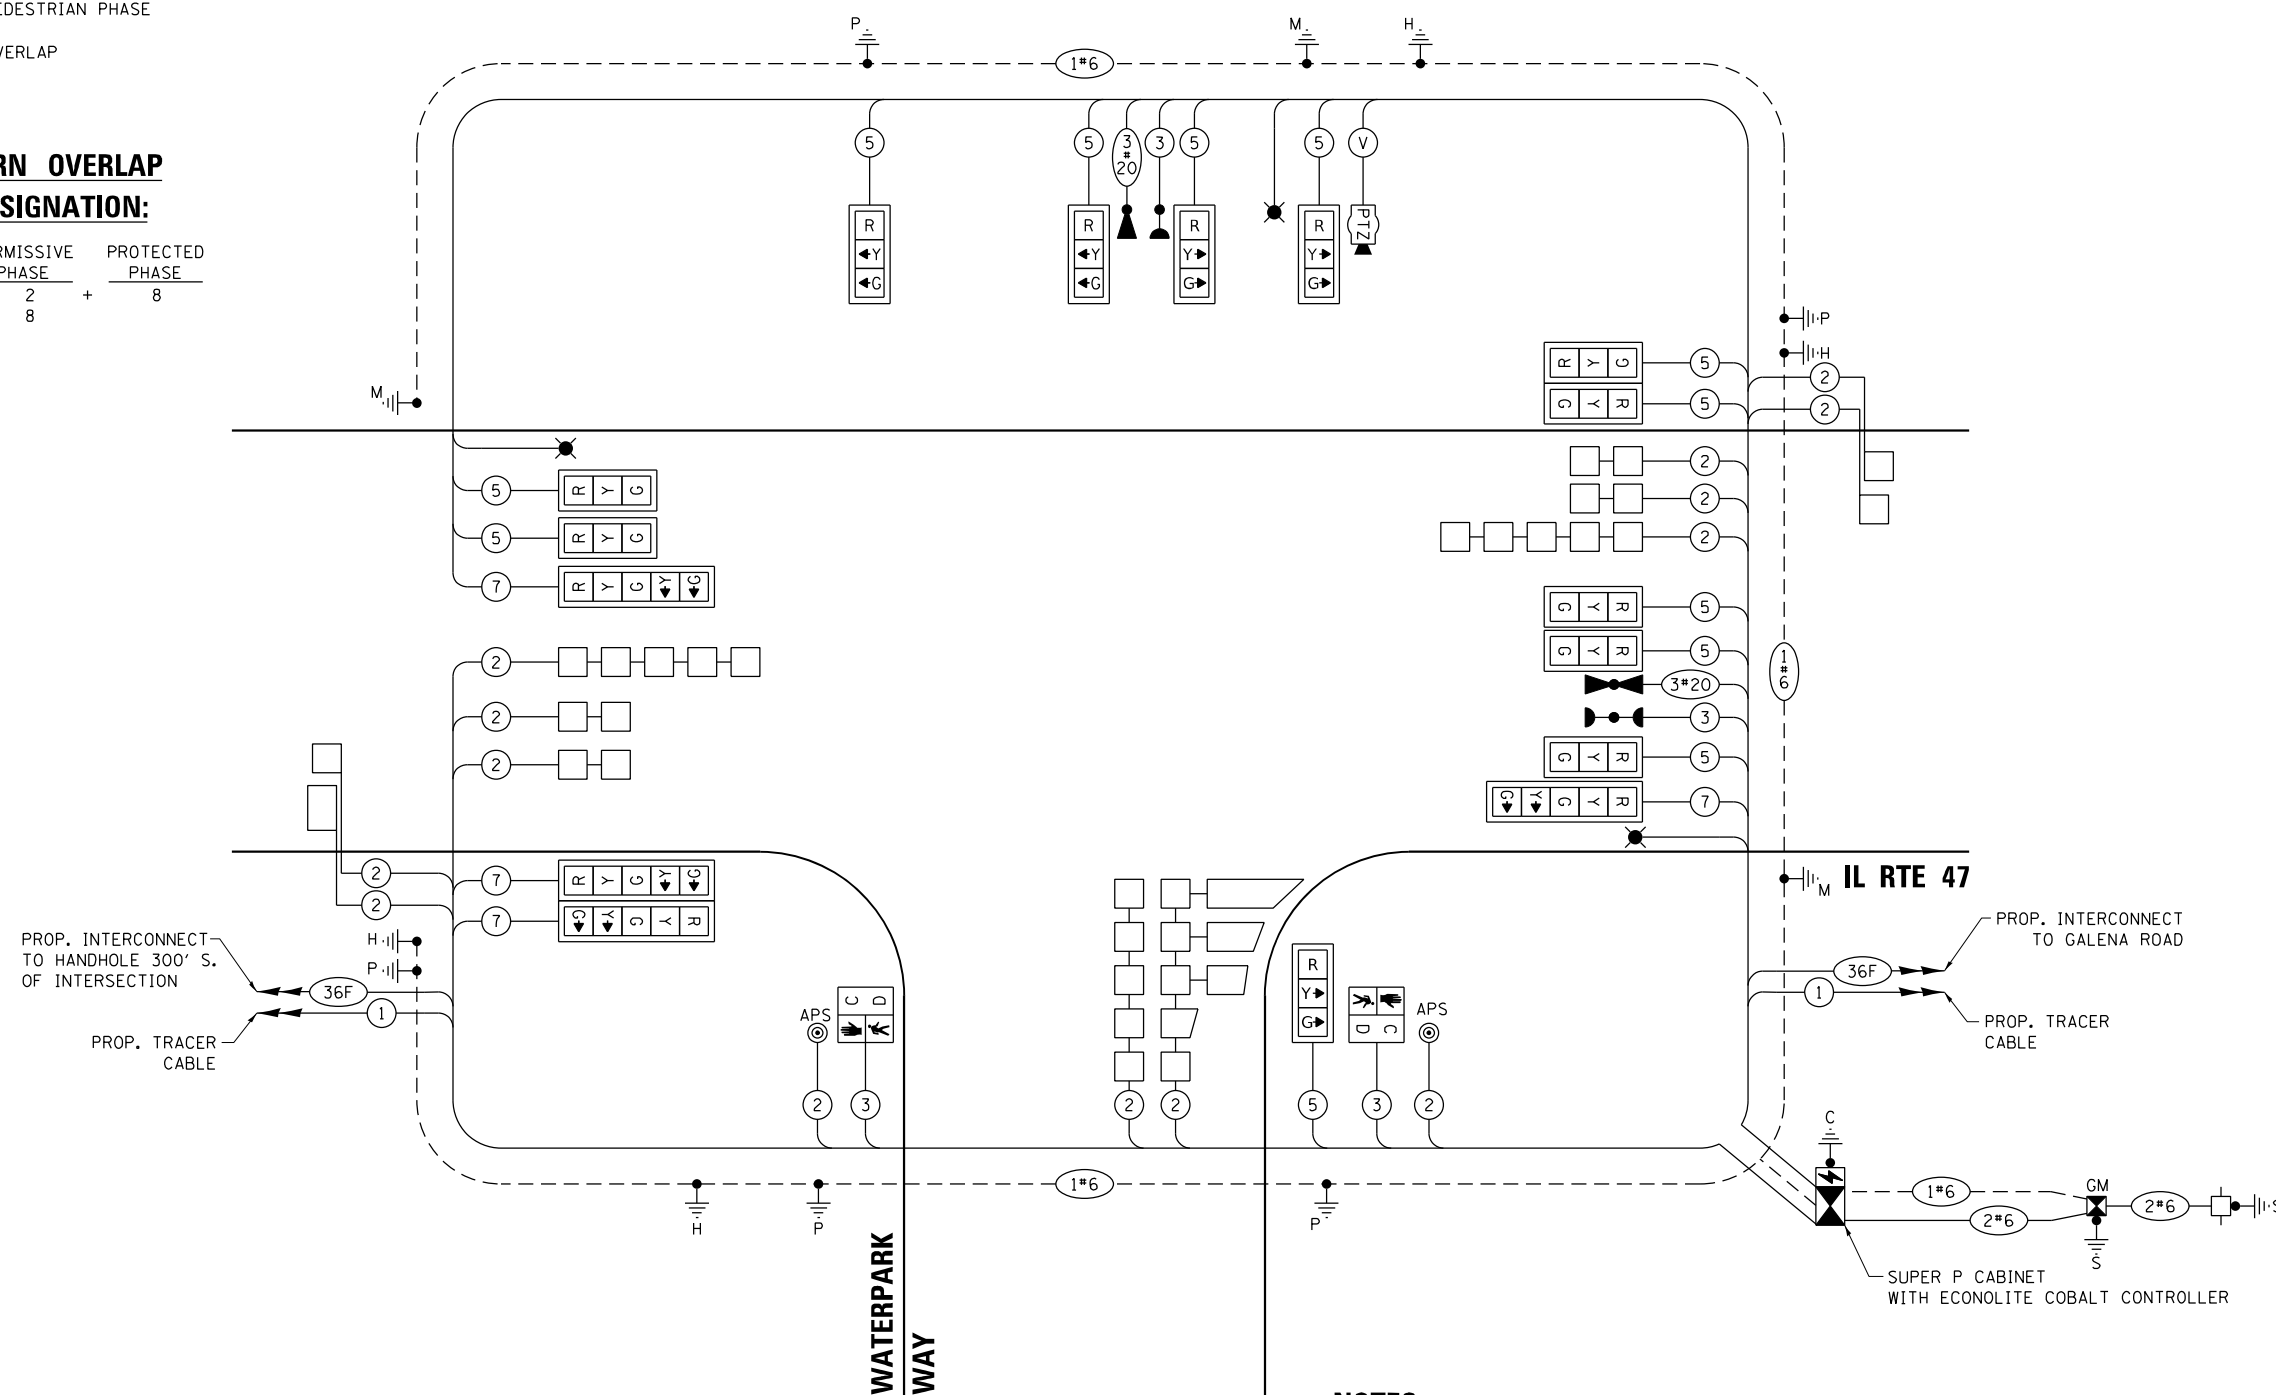 EDESTRIAN PHASE
VERLAP
RN OVERLAP
SIGNATION:
RMISSIVE PROTECTED
PHASE PHASE
2 + 8
8
P
M
H
1#6
5
5
3
#
20
3
5
5
V
R
←Y
←G
R
←Y
←G
R
Y→
G→
R
Y→
G→
PTZ
P
H
M
R Y G
5
2
G Y R
5
2
5
R Y G
5
R Y G
7
R Y G ←Y ←G
2
2
2
5
G Y R
5
G Y R
3#20
3
5
G Y R
7
G→ Y→ G Y R
1
#
6
2
2
2
2
2
7
R Y G ←Y ←G
2
7
G← Y← G Y R
H
P
M
IL RTE 47
PROP. INTERCONNECT
TO HANDHOLE 300' S.
OF INTERSECTION
36F
1
PROP. TRACER
CABLE
APS
C D
2
3
2
2
R
Y→
G→
5
D C
3
APS
2
PROP. INTERCONNECT
TO GALENA ROAD
36F
1
PROP. TRACER
CABLE
H
P
1#6
P
C
1#6
2#6
GM
2#6
S
S
SUPER P CABINET
WITH ECONOLITE COBALT CONTROLLER
WATERPARK
WAY